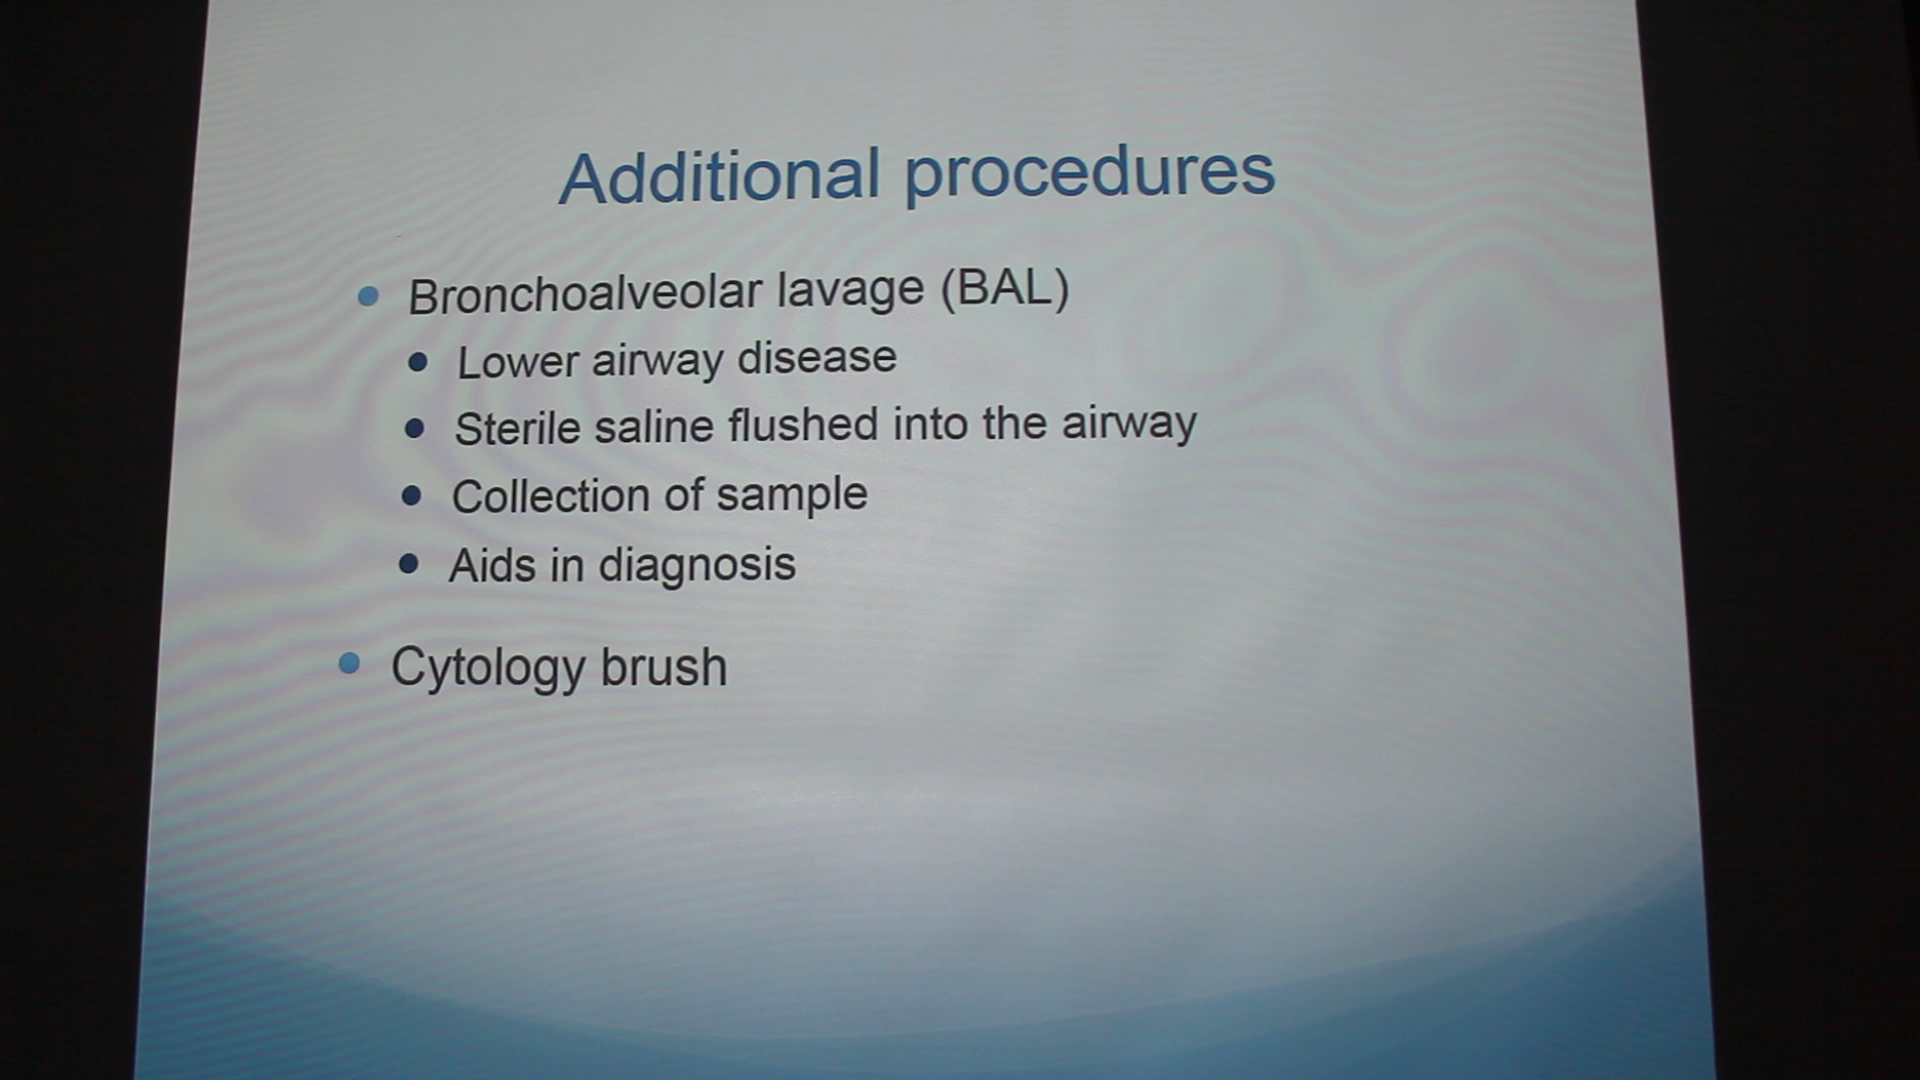 Additional procedures
Bronchoalveolar lavage (BAL)
Lower airway disease
Sterile saline flushed into the airway
Collection of sample
Aids in diagnosis
Cytology brush